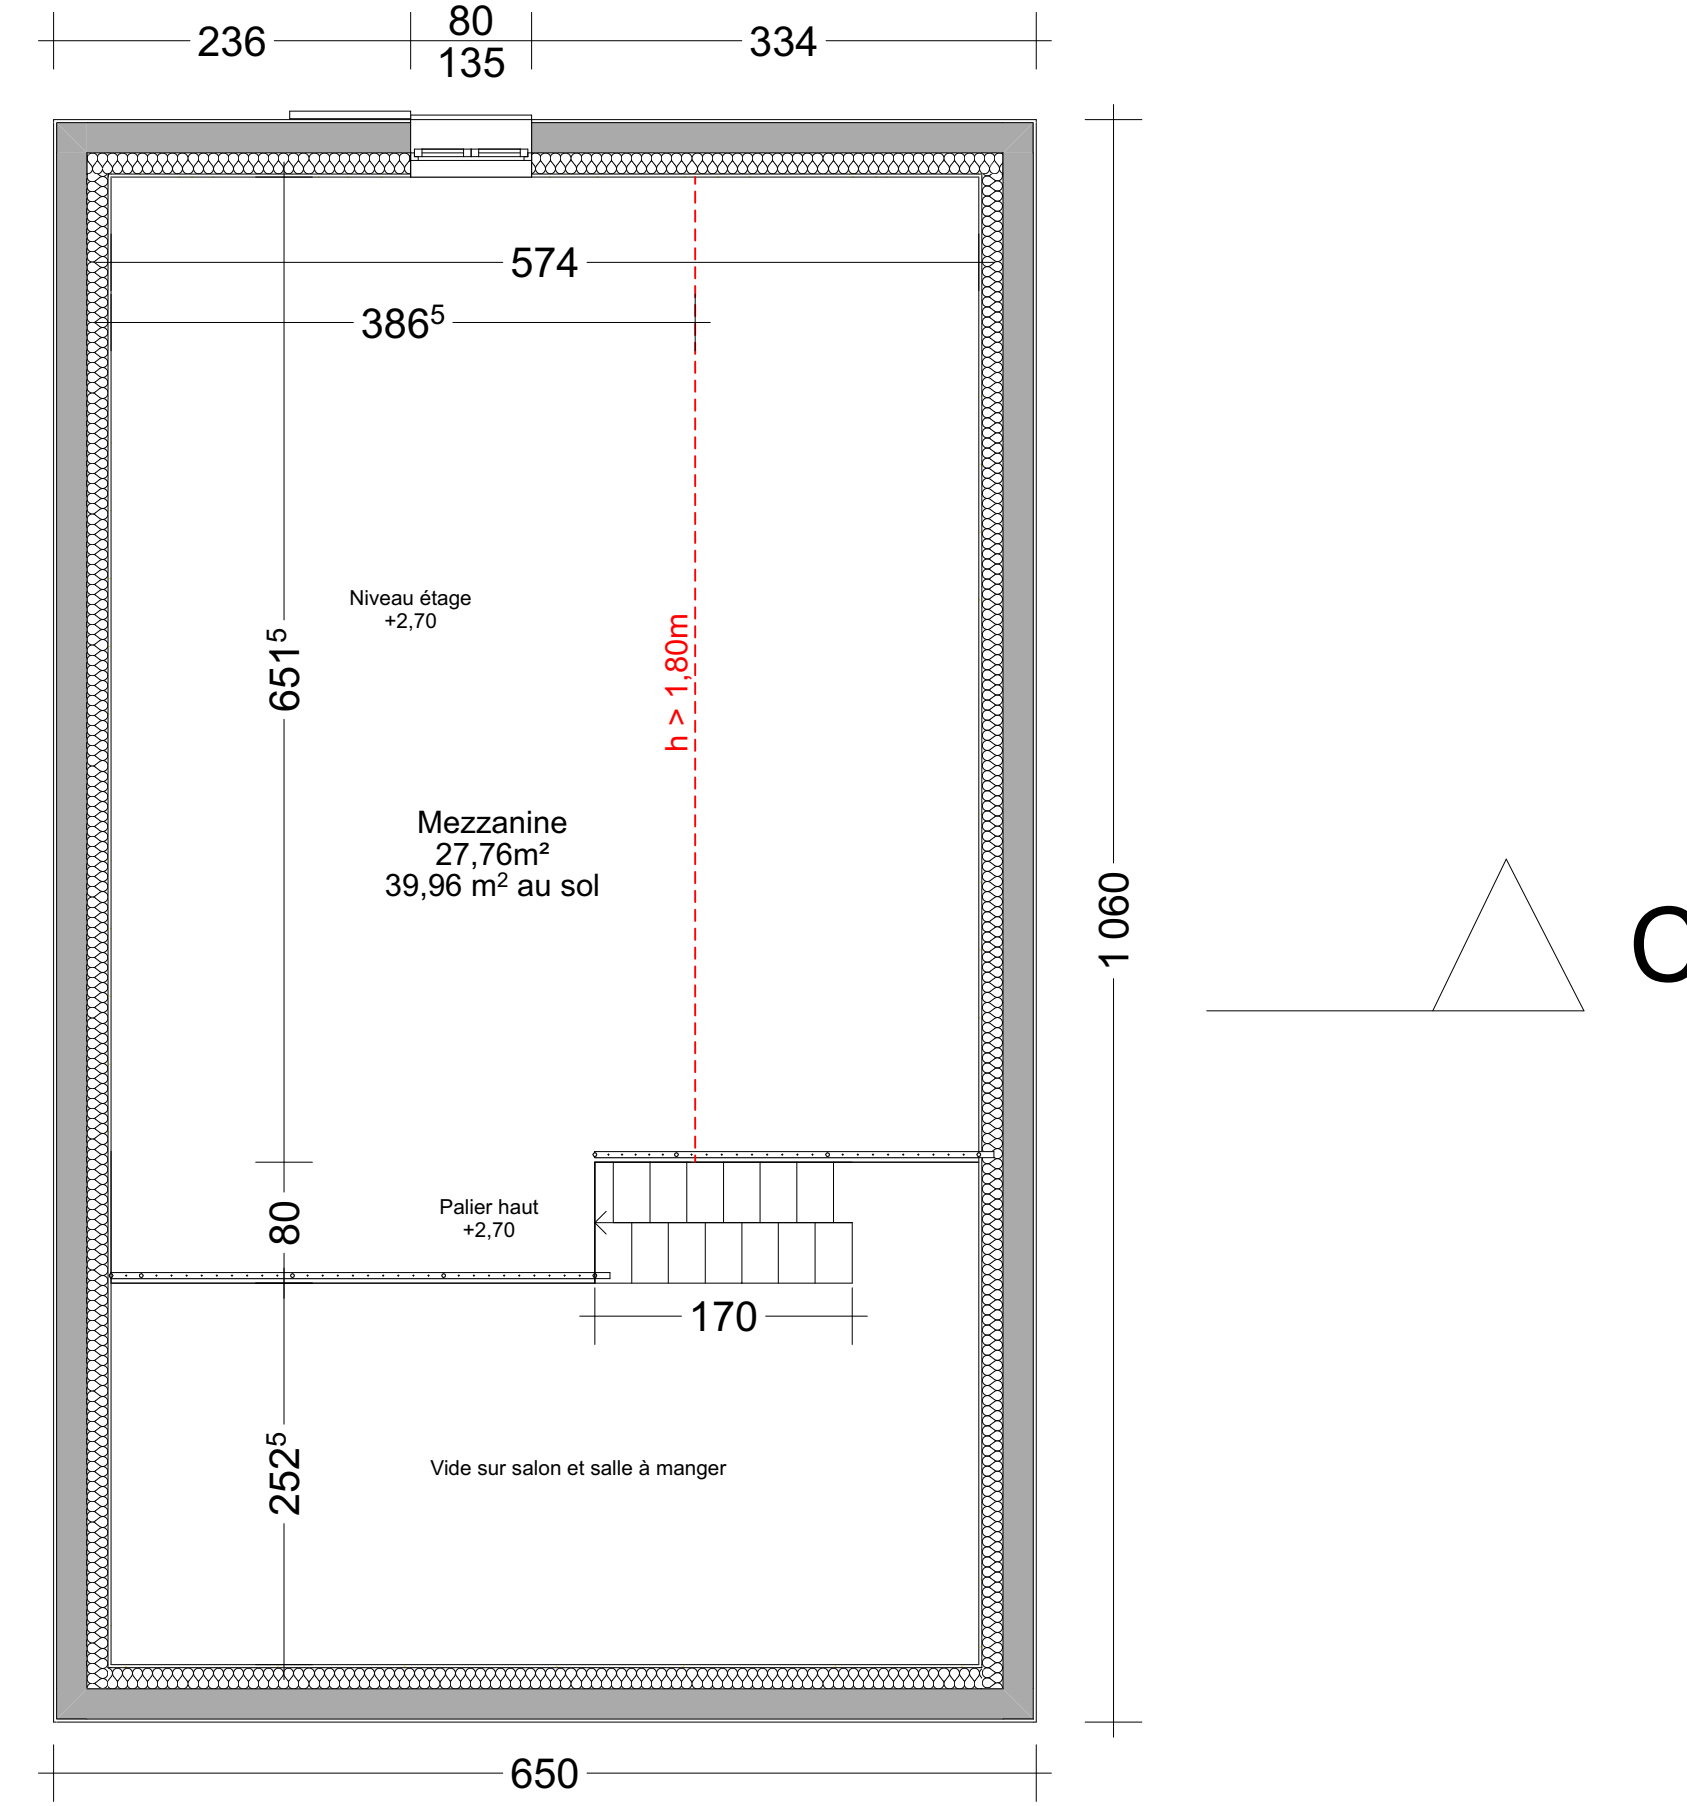 236
80
135
334
574
386⁵
Niveau étage
+2,70
651⁵
h > 1,80m
Mezzanine
27,76m²
39,96 m² au sol
1 060
Palier haut
+2,70
80
170
252⁵
Vide sur salon et salle à manger
650